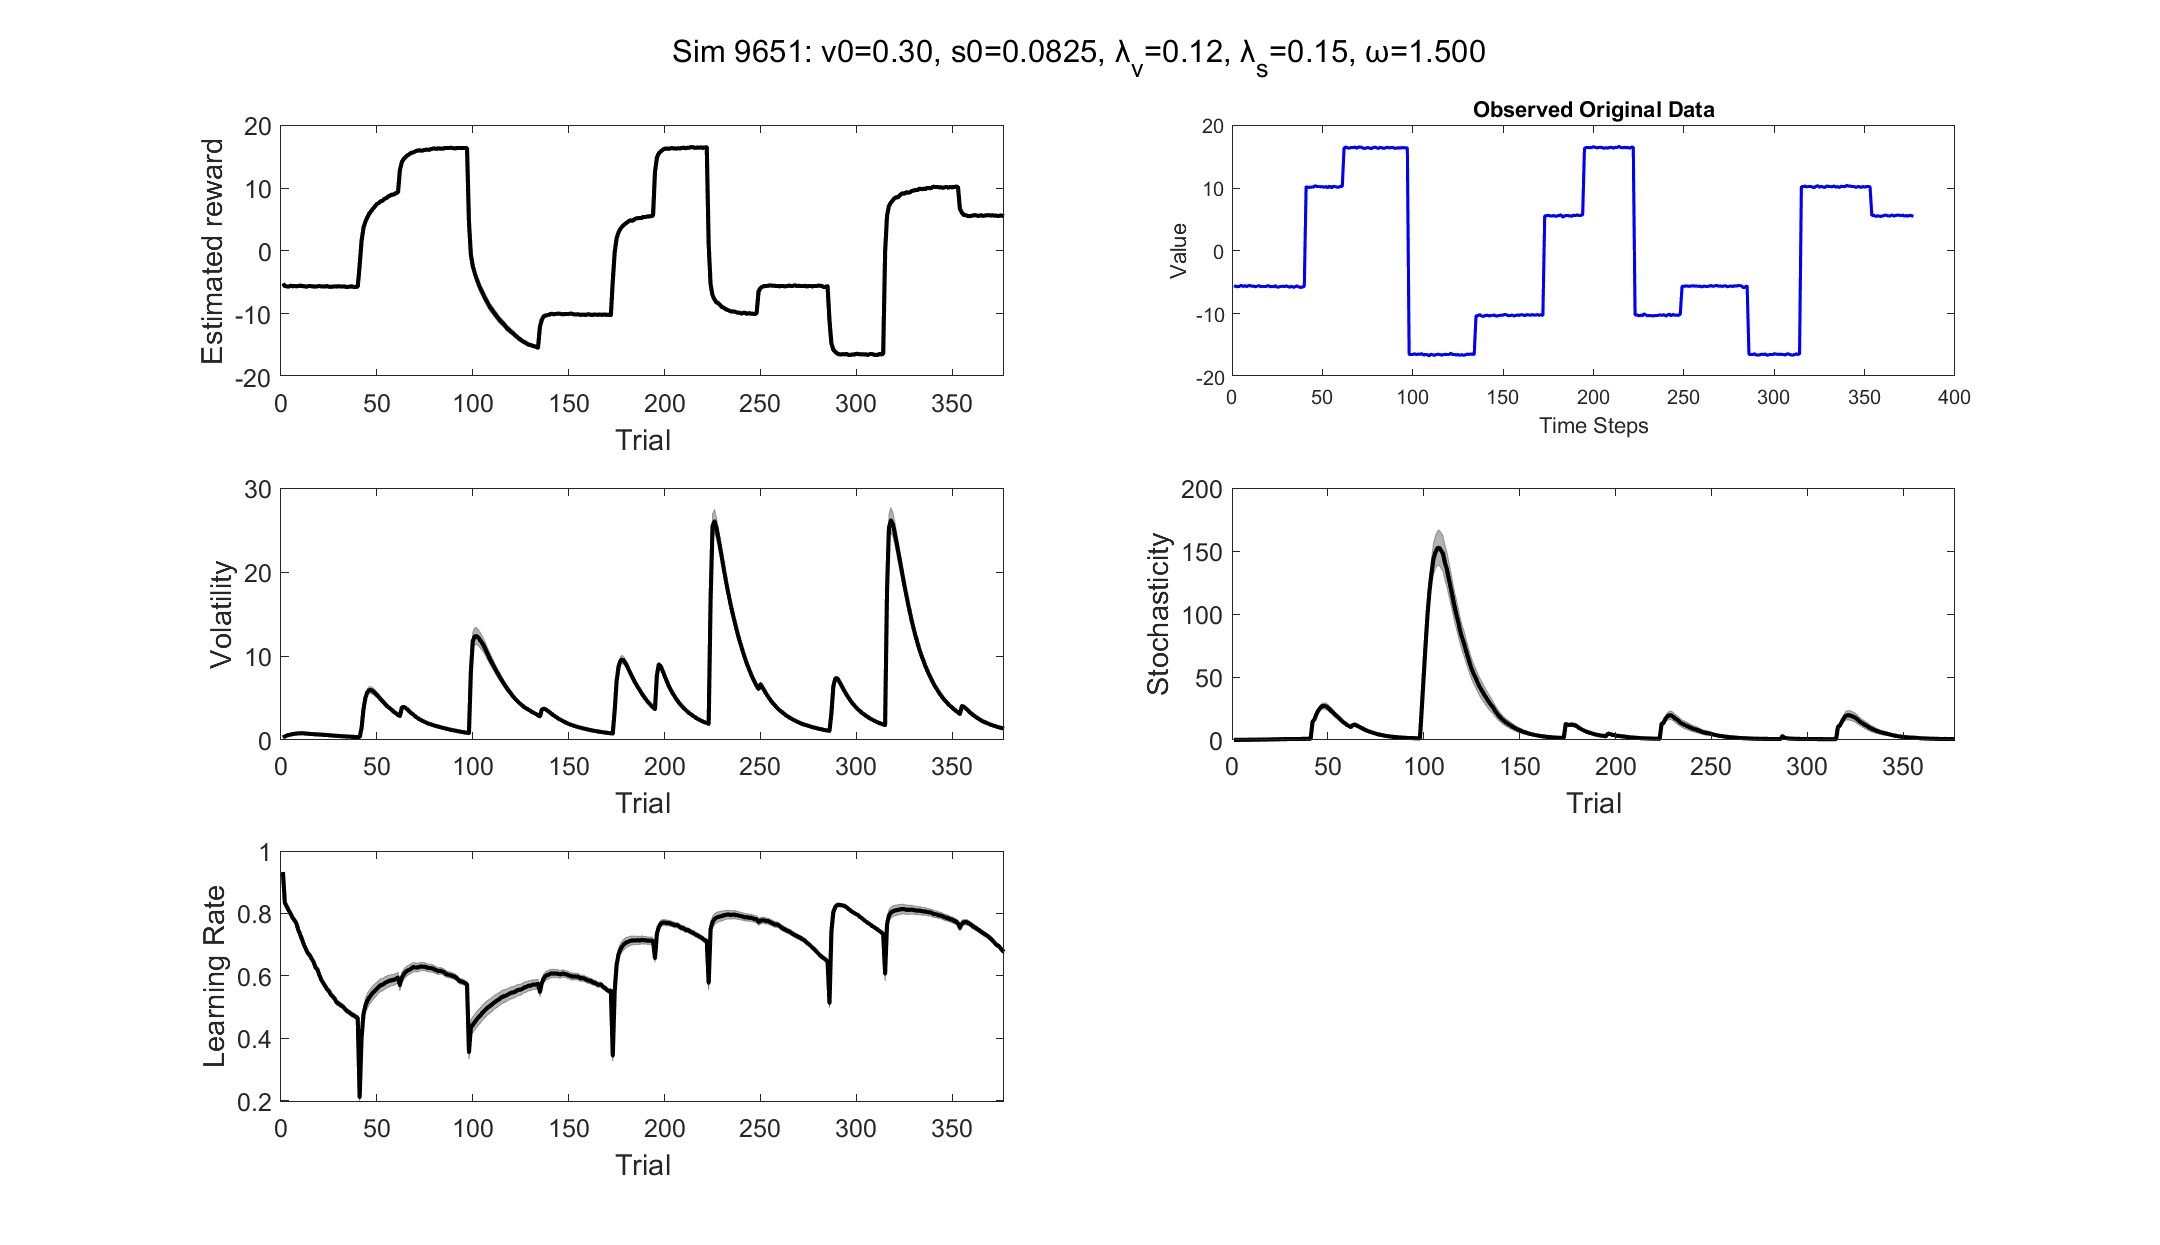 Sim 9651: v0=0.30, s0=0.0825, λ_v=0.12, λ_s=0.15, ω=1.500
Estimated reward
20
10
0
-10
-20
0 50 100 150 200 250 300 350
Trial
Observed Original Data
Value
20
10
0
-10
-20
0 50 100 150 200 250 300 350 400
Time Steps
Volatility
30
20
10
0
0 50 100 150 200 250 300 350
Trial
Stochasticity
200
150
100
50
0
0 50 100 150 200 250 300 350
Trial
Learning Rate
1
0.8
0.6
0.4
0.2
0 50 100 150 200 250 300 350
Trial